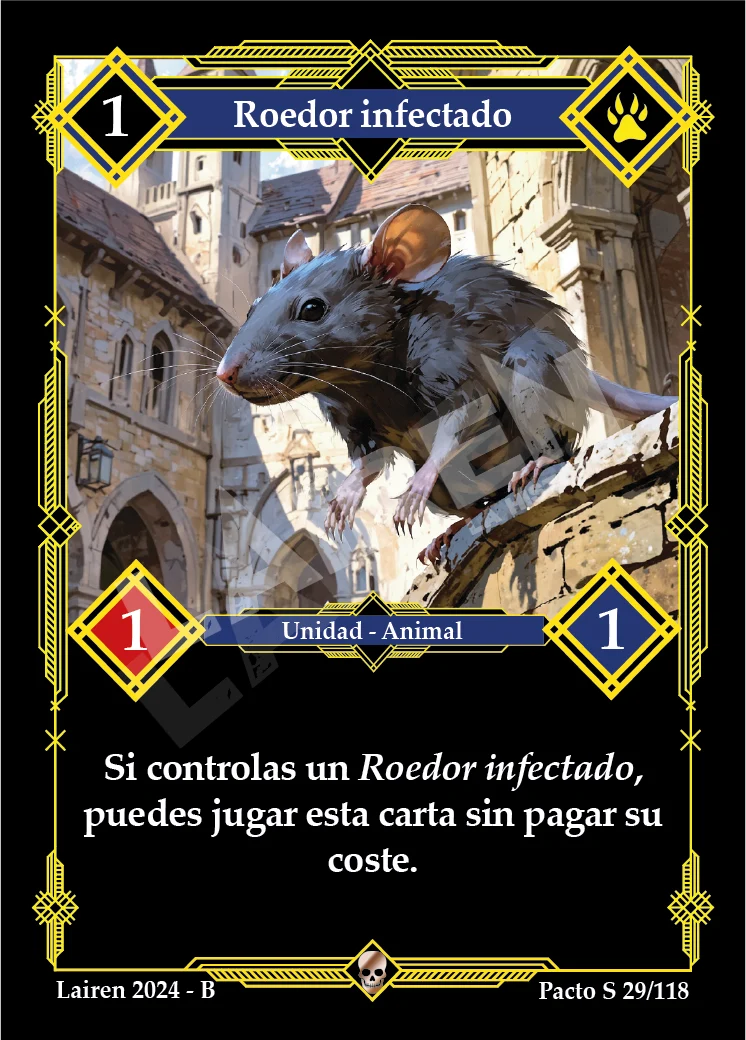 1
Roedor infectado
LAIREN
1
Unidad - Animal
1
Si controlas un Roedor infectado,
puedes jugar esta carta sin pagar su
coste.
Lairen 2024 - B
Pacto S 29/118